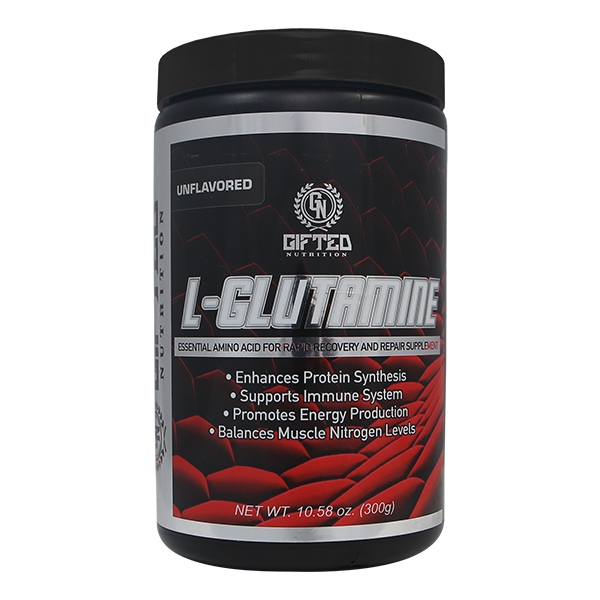 UNFLAVORED
GN
GIFTED
NUTRITION
L-GLUTAMINE
ESSENTIAL AMINO ACID FOR RAPID RECOVERY AND REPAIR SUPPLEMENT
• Enhances Protein Synthesis
• Supports Immune System
• Promotes Energy Production
• Balances Muscle Nitrogen Levels
NET WT. 10.58 oz. (300g)
NUTRITION